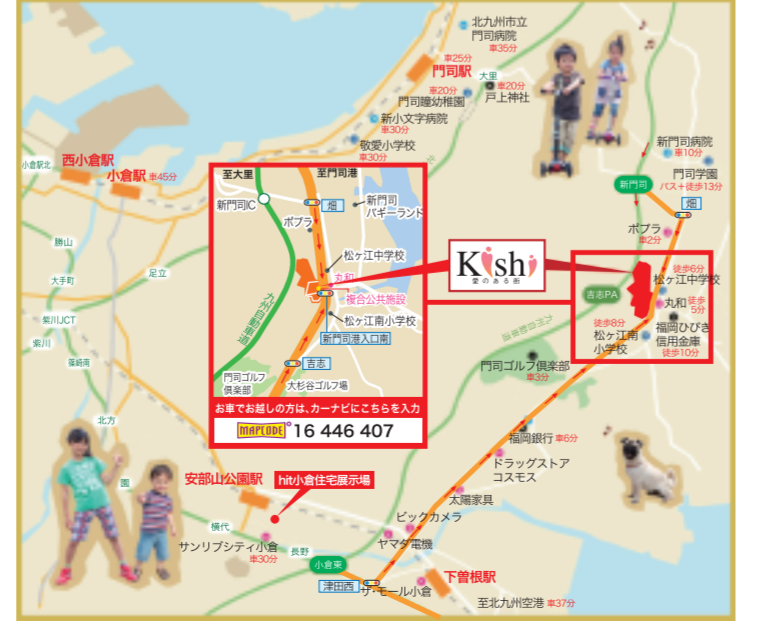 北九州市立
門司病院
車35分
車25分
門司駅
大里
車20分
戸上神社
車20分
門司瞳幼稚園
新小文字病院
車30分
敬愛小学校
車30分
小倉駅北
西小倉駅
小倉駅 車45分
新門司病院
車10分
門司学園
バス+徒歩13分
新門司
畑
ポプラ
車2分
至大里
至門司港
新門司IC
畑
新門司
バギーランド
ポプラ
松ヶ江中学校
丸和
複合公共施設
九州自動車道
松ヶ江南小学校
新門司港入口南
吉志
門司ゴルフ
倶楽部
大杉谷ゴルフ場
お車でお越しの方は、カーナビにこちらを入力
MAPCODE 16 446 407
Kishi
愛のある街
徒歩6分
松ヶ江中学校
吉志PA
丸和 徒歩
5分
徒歩8分
松ヶ江南
小学校
福岡ひびき
信用金庫
徒歩10分
九州自動車道
勝山
足立
大手町
紫川JCT
紫川
篠崎南
北方
門司ゴルフ倶楽部
車3分
福岡銀行 車6分
ドラッグストア
コスモス
太陽家具
ビックカメラ
ヤマダ電機
安部山公園駅
hit小倉住宅展示場
園
横代
サンリブシティ小倉
車30分
長野
小倉東
津田西
ザ・モール小倉
下曽根駅
至北九州空港 車37分